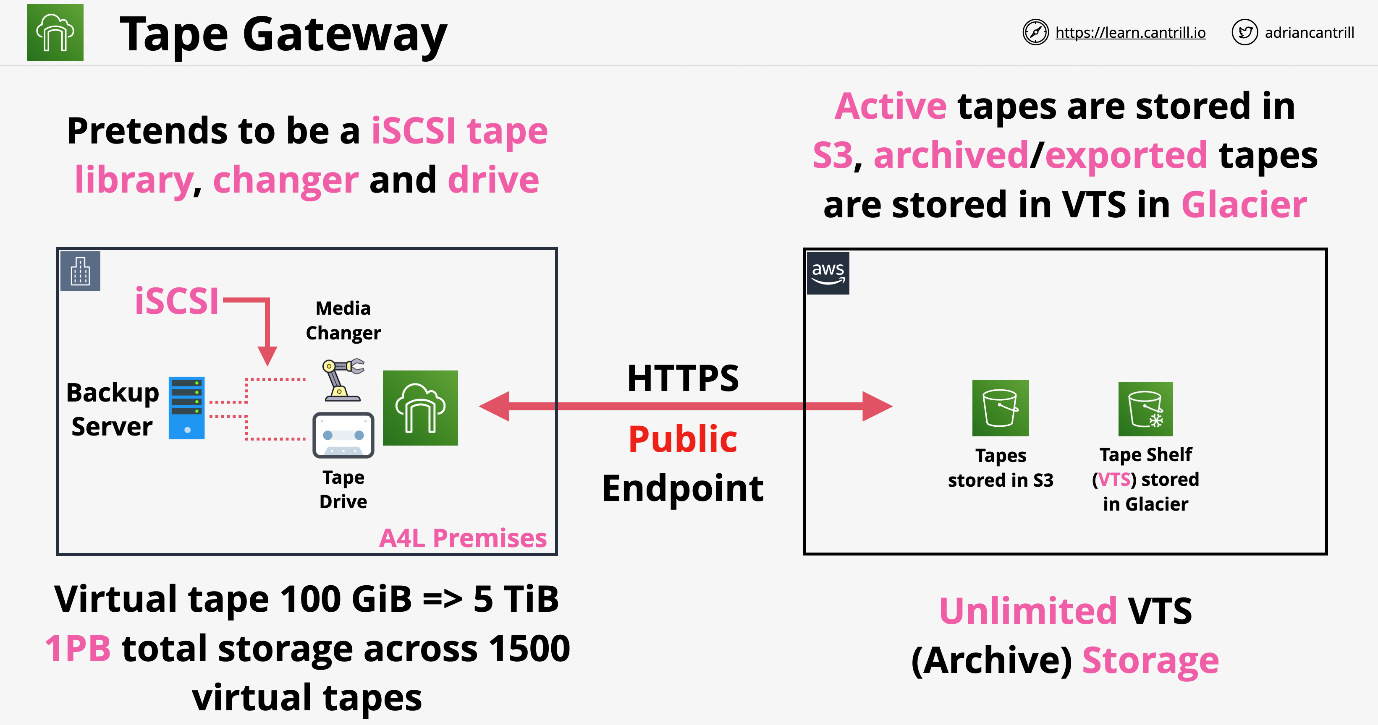 Tape Gateway
https://learn.cantrill.io
adriancantrill
Pretends to be a iSCSI tape
library, changer and drive
Active tapes are stored in
S3, archived/exported tapes
are stored in VTS in Glacier
iSCSI
Media
Changer
Backup
Server
Tape
Drive
A4L Premises
HTTPS
Public
Endpoint
aws
Tapes
stored in S3
Tape Shelf
(VTS) stored
in Glacier
Virtual tape 100 GiB => 5 TiB
1PB total storage across 1500
virtual tapes
Unlimited VTS
(Archive) Storage